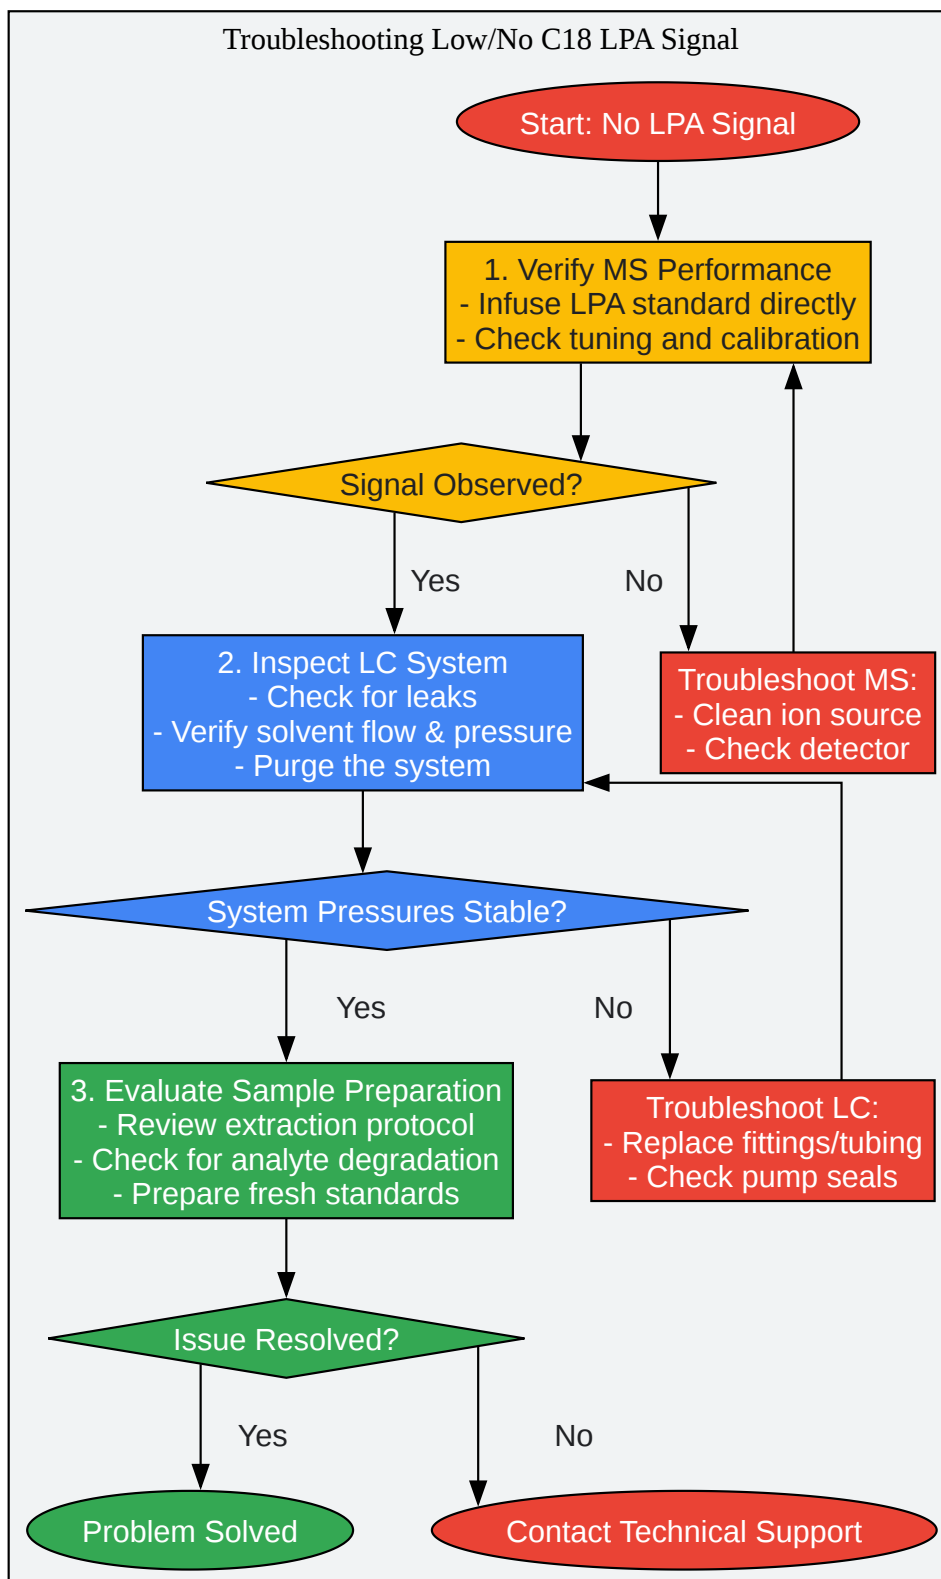 Troubleshooting Low/No C18 LPA Signal
Start: No LPA Signal
1. Verify MS Performance
- Infuse LPA standard directly
- Check tuning and calibration
Signal Observed?
Yes
No
2. Inspect LC System
- Check for leaks
- Verify solvent flow & pressure
- Purge the system
Troubleshoot MS:
- Clean ion source
- Check detector
System Pressures Stable?
Yes
No
3. Evaluate Sample Preparation
- Review extraction protocol
- Check for analyte degradation
- Prepare fresh standards
Troubleshoot LC:
- Replace fittings/tubing
- Check pump seals
Issue Resolved?
Yes
No
Problem Solved
Contact Technical Support